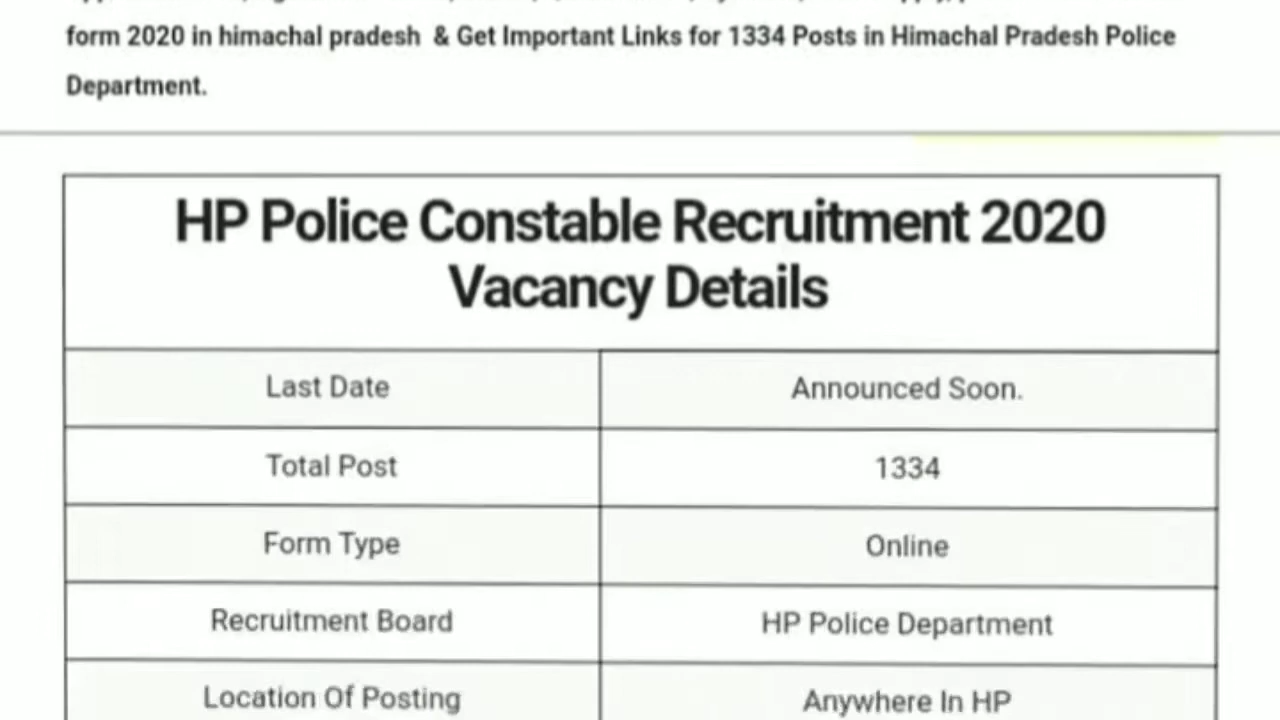 form 2020 in himachal pradesh & Get Important Links for 1334 Posts in Himachal Pradesh Police
Department.
HP Police Constable Recruitment 2020
Vacancy Details
Last Date Announced Soon.
Total Post 1334
Form Type Online
Recruitment Board HP Police Department
Location Of Posting Anywhere In HP